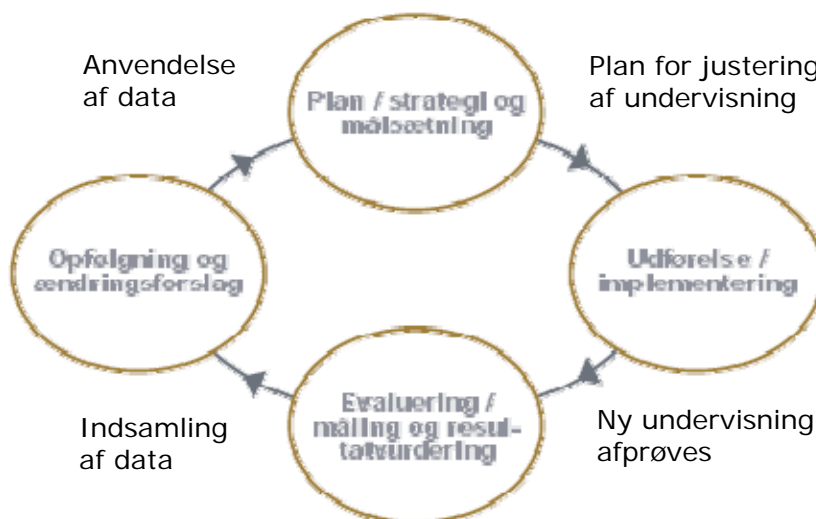 Anvendelse
af data
Plan / strategi og
målsætning
Plan for justering
af undervisning
Opfølgning og
ændringsforslag
Udførelse /
implementering
Evaluering /
måling og resul-
tatvurdering
Indsamling
af data
Ny undervisning
afprøves